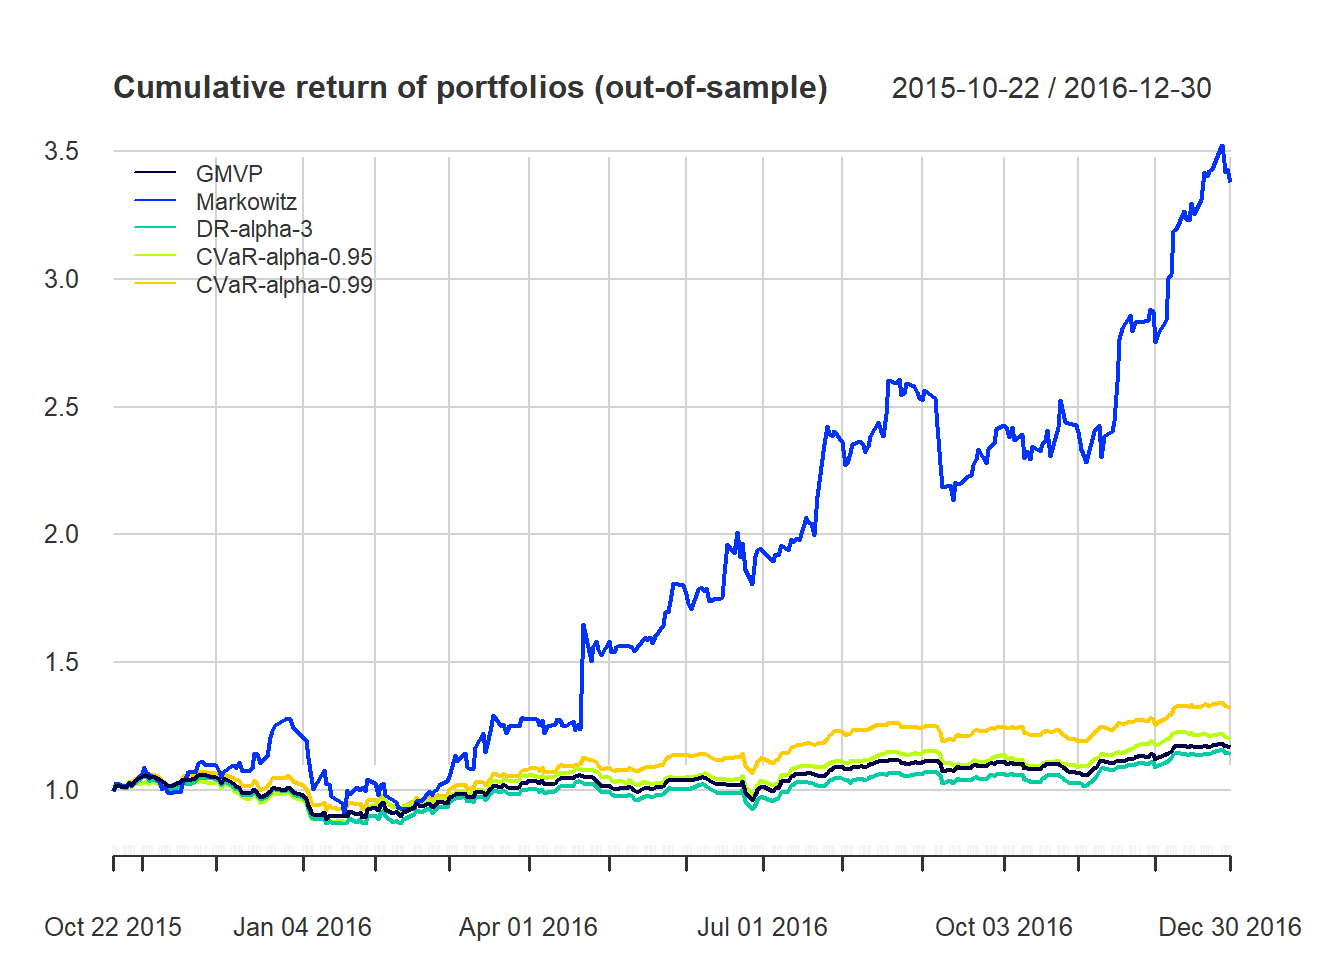 Cumulative return of portfolios (out-of-sample) 2015-10-22 / 2016-12-30
3.5
GMVP
Markowitz
DR-alpha-3
CVaR-alpha-0.95
CVaR-alpha-0.99
3.0
2.5
2.0
1.5
1.0
Oct 22 2015 Jan 04 2016 Apr 01 2016 Jul 01 2016 Oct 03 2016 Dec 30 2016